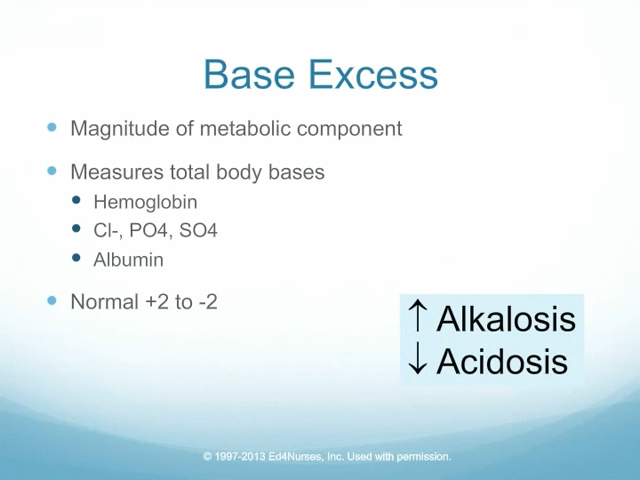 Base Excess
• Magnitude of metabolic component
• Measures total body bases
• Hemoglobin
• Cl-, PO4, SO4
• Albumin
• Normal +2 to -2
↑ Alkalosis
↓ Acidosis
© 1997-2013 Ed4Nurses, Inc. Used with permission.